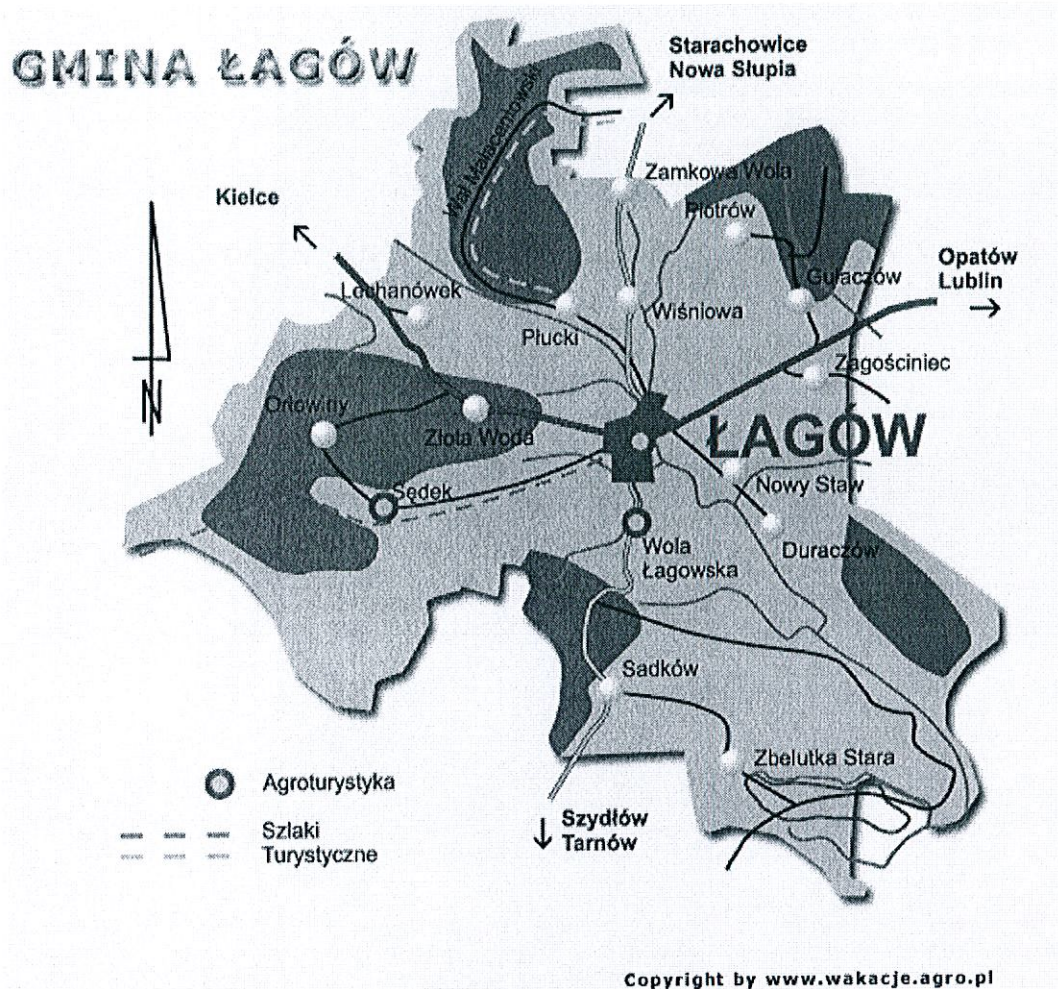 GMINA ŁAGÓW
Starachowice
Nowa Słupia
Wał Małacentowski
Zamkowa Wola
Kielce
Piotrów
Opatów
Lublin
Lechanówek
Gułaczów
Wiśniowa
Płucki
Zagościniec
N
Orłowiny
Złota Woda
ŁAGÓW
Sędek
Nowy Staw
Wola
Łagowska
Duraczów
Sadków
Zbelutka Stara
Agroturystyka
Szlaki
Turystyczne
Szydłów
Tarnów
Copyright by www.wakacje.agro.pl